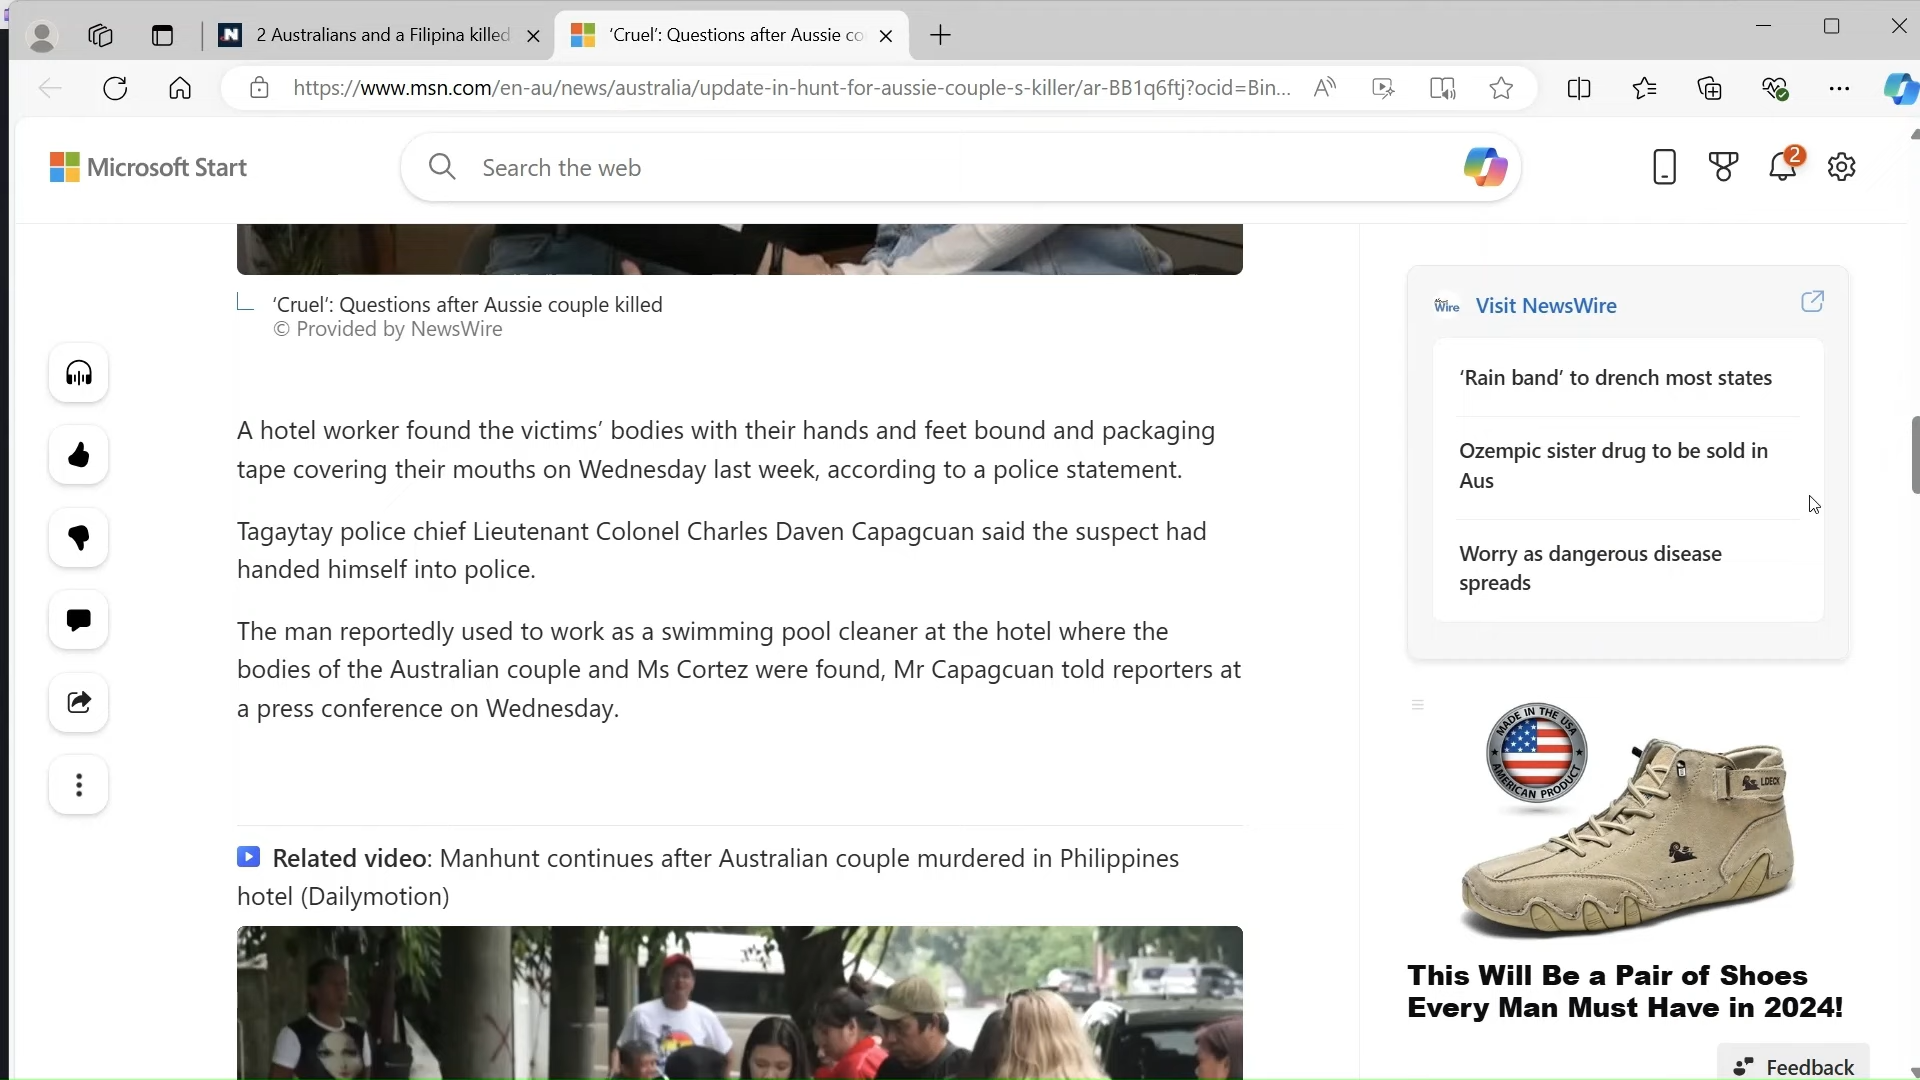 2 Australians and a Filipina killed
'Cruel': Questions after Aussie co
https://www.msn.com/en-au/news/australia/update-in-hunt-for-aussie-couple-s-killer/ar-BB1q6ftj?ocid=Bin...
Microsoft Start
Search the web
2
'Cruel': Questions after Aussie couple killed
© Provided by NewsWire
A hotel worker found the victims' bodies with their hands and feet bound and packaging
tape covering their mouths on Wednesday last week, according to a police statement.
Tagaytay police chief Lieutenant Colonel Charles Daven Capagcuan said the suspect had
handed himself into police.
The man reportedly used to work as a swimming pool cleaner at the hotel where the
bodies of the Australian couple and Ms Cortez were found, Mr Capagcuan told reporters at
a press conference on Wednesday.
Related video: Manhunt continues after Australian couple murdered in Philippines
hotel (Dailymotion)
Wire
Visit NewsWire
'Rain band' to drench most states
Ozempic sister drug to be sold in
Aus
Worry as dangerous disease
spreads
MADE IN THE USA
AMERICAN PRODUCT
LDECK
This Will Be a Pair of Shoes
Every Man Must Have in 2024!
Feedback